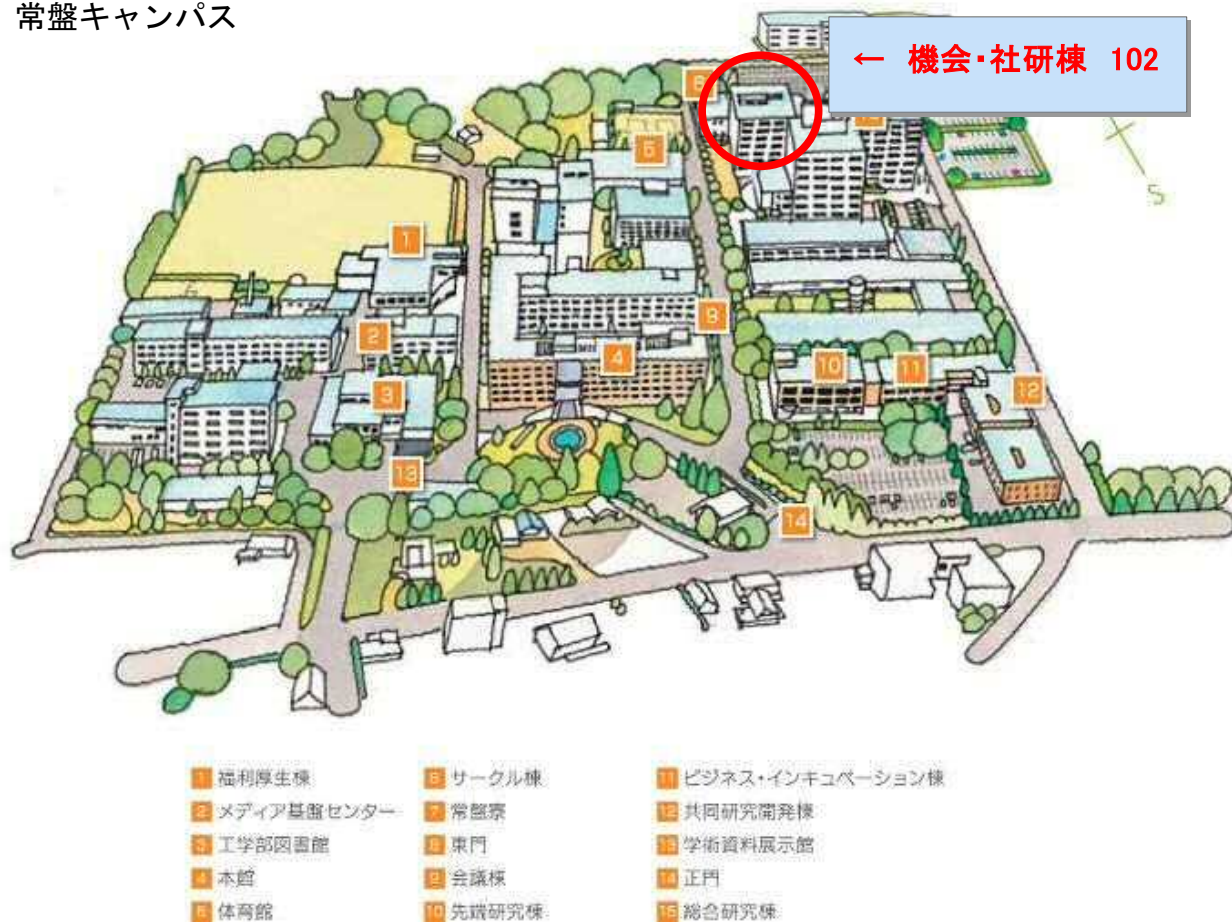 常盤キャンパス
← 機会・社研棟 102
S
5
1
9
2
4
10
11
3
12
13
14
1 福利厚生棟
2 メディア基盤センター
3 工学部図書館
4 本館
5 体育館
6 サークル棟
7 常盤寮
8 東門
9 会議棟
10 先端研究棟
11 ビジネス・インキュベーション棟
12 共同研究開発棟
13 学術資料展示館
14 正門
15 総合研究棟